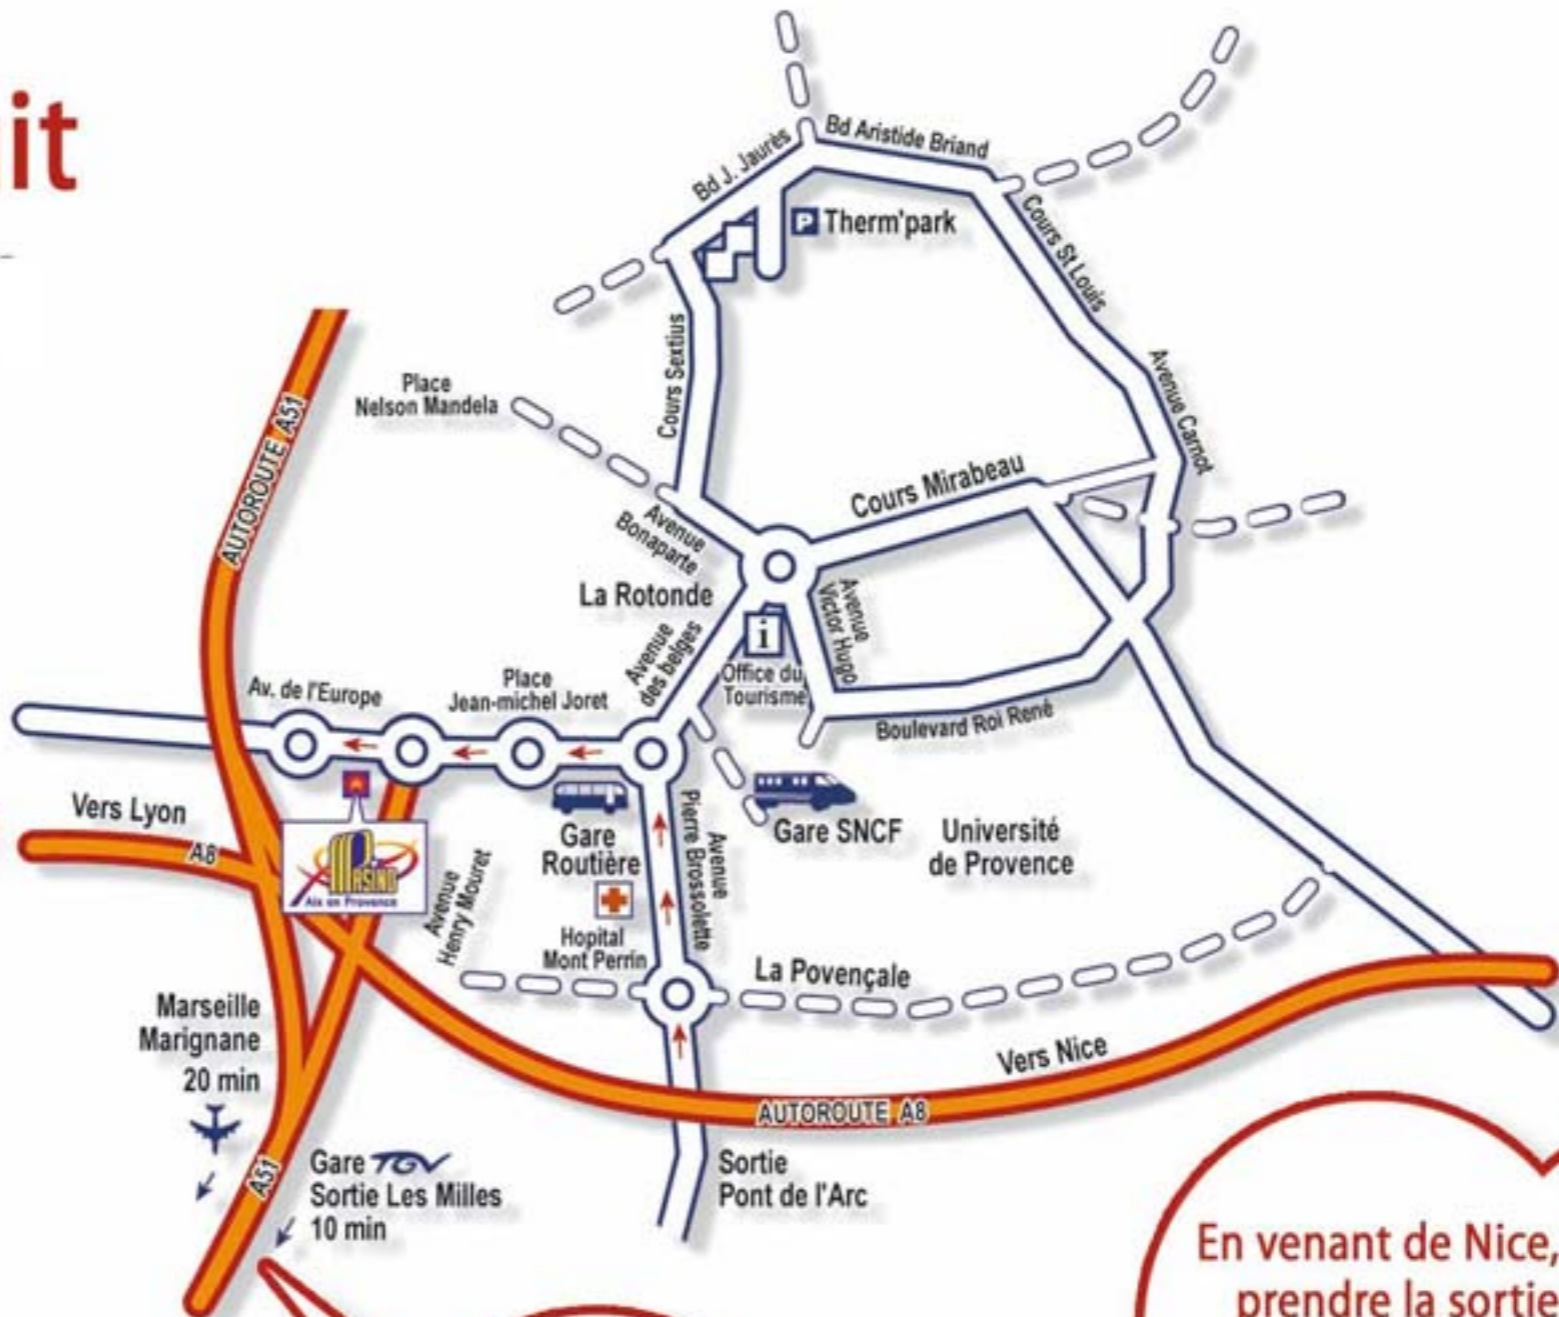 it
Bd J. Jaurès
Bd Aristide Briand
P Therm'park
Cours St Louis
Cours Sextius
Avenue Carnot
Place
Nelson Mandela
AUTOROUTE A51
Cours Mirabeau
Avenue
Bonaparte
La Rotonde
Avenue
Victor Hugo
i
Office du
Tourisme
Avenue
des belges
Av. de l'Europe
Place
Jean-michel Joret
Boulevard Roi René
Vers Lyon
A8
Aix en Provence
Gare
Routière
Gare SNCF
Université
de Provence
Avenue
Pierre Brossolette
Avenue
Henry Mouret
Hopital
Mont Perrin
La Povençale
Marseille
Marignane
20 min
Vers Nice
AUTOROUTE A8
A51
Gare TGV
Sortie Les Milles
10 min
Sortie
Pont de l'Arc
En venant de Nice,
prendre la sortie